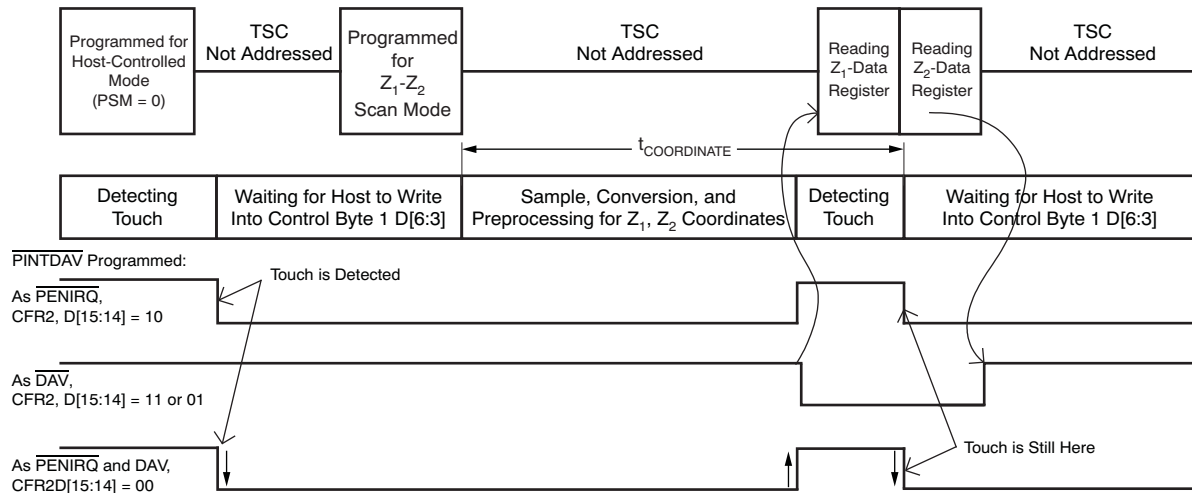 Programmed for
Host-Controlled
Mode
(PSM = 0)
TSC
Not Addressed
Programmed
for
Z1-Z2
Scan Mode
TSC
Not Addressed
Reading
Z1-Data
Register
Reading
Z2-Data
Register
TSC
Not Addressed
tCOORDINATE
Detecting
Touch
Waiting for Host to Write
Into Control Byte 1 D[6:3]
Sample, Conversion, and
Preprocessing for Z1, Z2 Coordinates
Detecting
Touch
Waiting for Host to Write
Into Control Byte 1 D[6:3]
PINTDAV Programmed:
Touch is Detected
As PENIRQ,
CFR2, D[15:14] = 10
As DAV,
CFR2, D[15:14] = 11 or 01
As PENIRQ and DAV,
CFR2D[15:14] = 00
Touch is Still Here